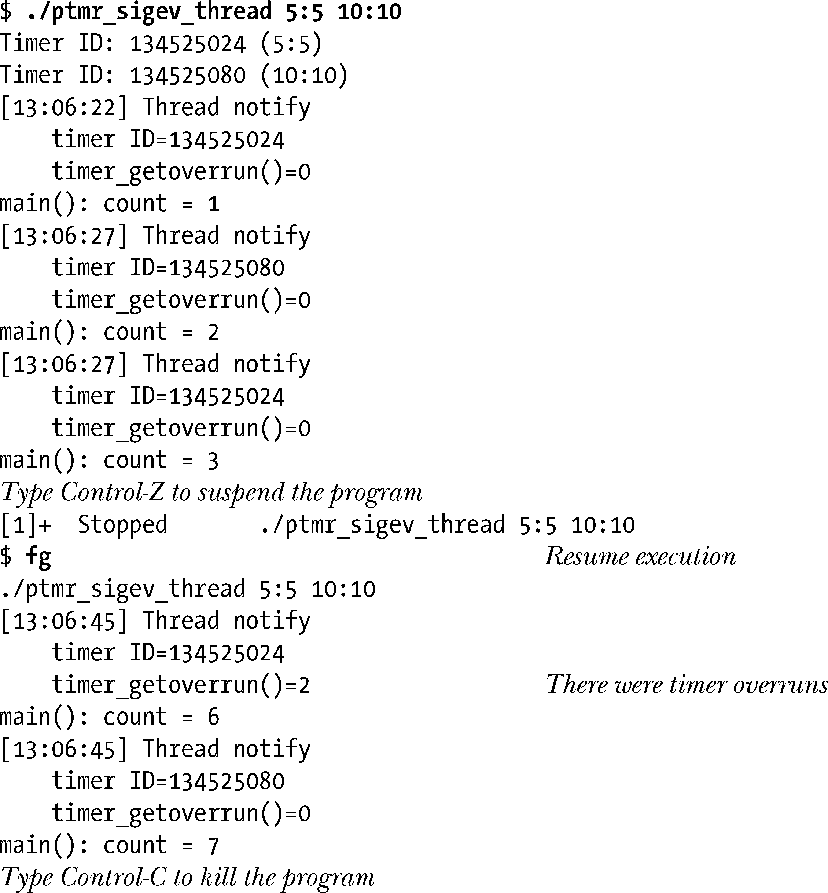 $ ./ptmr_sigev_thread 5:5 10:10
Timer ID: 134525024 (5:5)
Timer ID: 134525080 (10:10)
[13:06:22] Thread notify
    timer ID=134525024
    timer_getoverrun()=0
main(): count = 1
[13:06:27] Thread notify
    timer ID=134525080
    timer_getoverrun()=0
main(): count = 2
[13:06:27] Thread notify
    timer ID=134525024
    timer_getoverrun()=0
main(): count = 3
Type Control-Z to suspend the program
[1]+  Stopped       ./ptmr_sigev_thread 5:5 10:10
$ fg                                      Resume execution
./ptmr_sigev_thread 5:5 10:10
[13:06:45] Thread notify
    timer ID=134525024
    timer_getoverrun()=2                  There were timer overruns
main(): count = 6
[13:06:45] Thread notify
    timer ID=134525080
    timer_getoverrun()=0
main(): count = 7
Type Control-C to kill the program